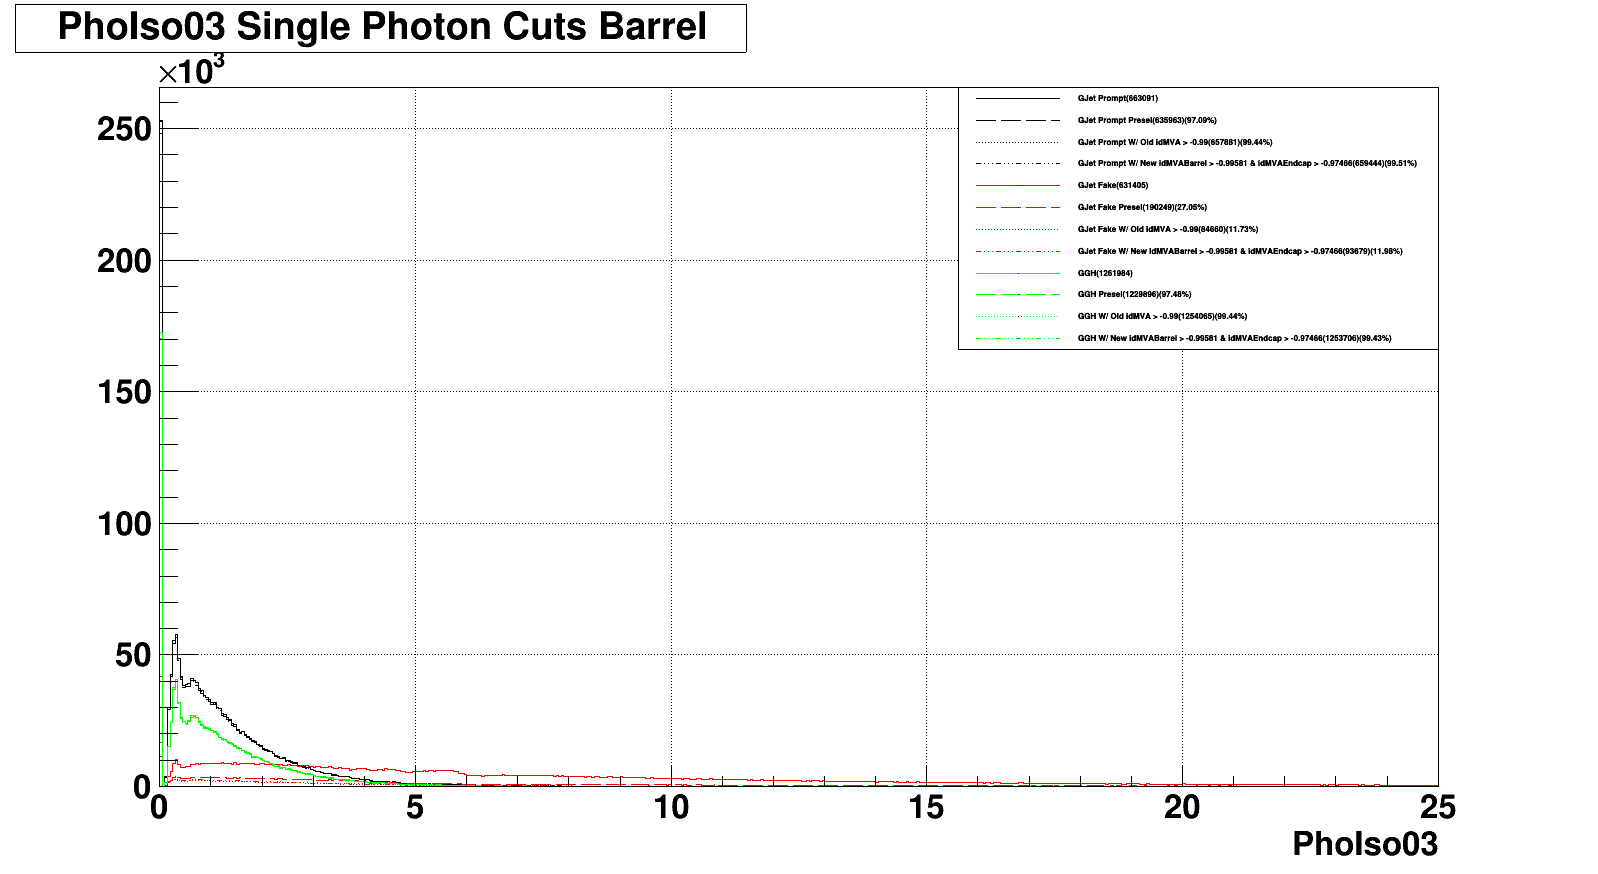 PhoIso03 Single Photon Cuts Barrel
×10³
250
200
150
100
50
0
0 5 10 15 20 25
PhoIso03
GJet Prompt(663091)
GJet Prompt Presel(635963)(97.09%)
GJet Prompt W/ Old idMVA > -0.99(657881)(99.44%)
GJet Prompt W/ New idMVABarrel > -0.99581 & idMVAEndcap > -0.97466(659444)(99.51%)
GJet Fake(631405)
GJet Fake Presel(190249)(27.05%)
GJet Fake W/ Old idMVA > -0.99(84660)(11.73%)
GJet Fake W/ New idMVABarrel > -0.99581 & idMVAEndcap > -0.97466(93679)(11.98%)
GGH(1261984)
GGH Presel(1229896)(97.48%)
GGH W/ Old idMVA > -0.99(1254065)(99.44%)
GGH W/ New idMVABarrel > -0.99581 & idMVAEndcap > -0.97466(1253706)(99.43%)